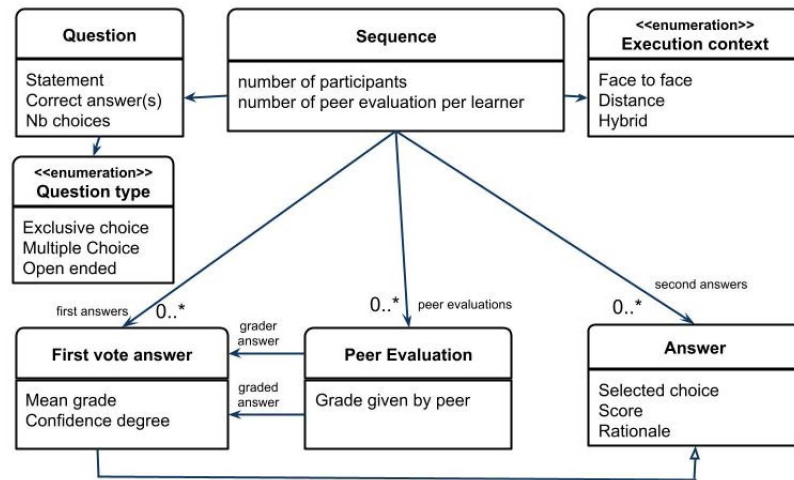 Question
Statement
Correct answer(s)
Nb choices
Sequence
number of participants
number of peer evaluation per learner
<<enumeration>>
Execution context
Face to face
Distance
Hybrid
<<enumeration>>
Question type
Exclusive choice
Multiple Choice
Open ended
first answers
0..*
0..*
peer evaluations
second answers
0..*
First vote answer
Mean grade
Confidence degree
grader
answer
graded
answer
Peer Evaluation
Grade given by peer
Answer
Selected choice
Score
Rationale